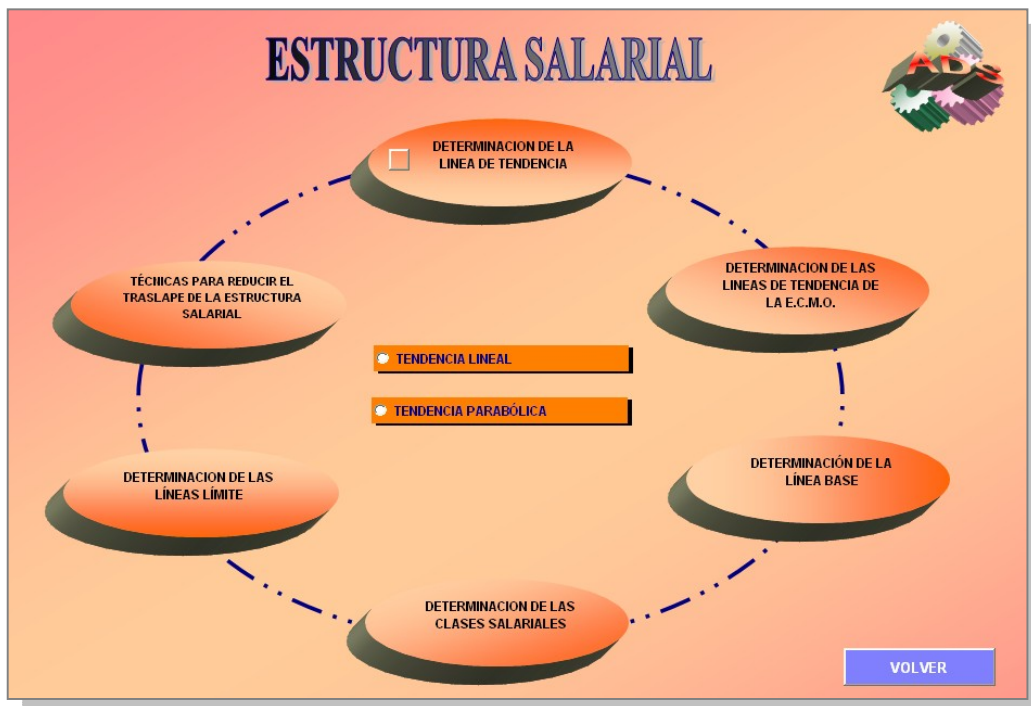 ESTRUCTURA SALARIAL
ADS
DETERMINACION DE LA
LINEA DE TENDENCIA
DETERMINACION DE LAS
LINEAS DE TENDENCIA DE
LA E.C.M.O.
TÉCNICAS PARA REDUCIR EL
TRASLAPE DE LA ESTRUCTURA
SALARIAL
TENDENCIA LINEAL
TENDENCIA PARABÓLICA
DETERMINACION DE LAS
LÍNEAS LÍMITE
DETERMINACIÓN DE LA
LÍNEA BASE
DETERMINACION DE LAS
CLASES SALARIALES
VOLVER